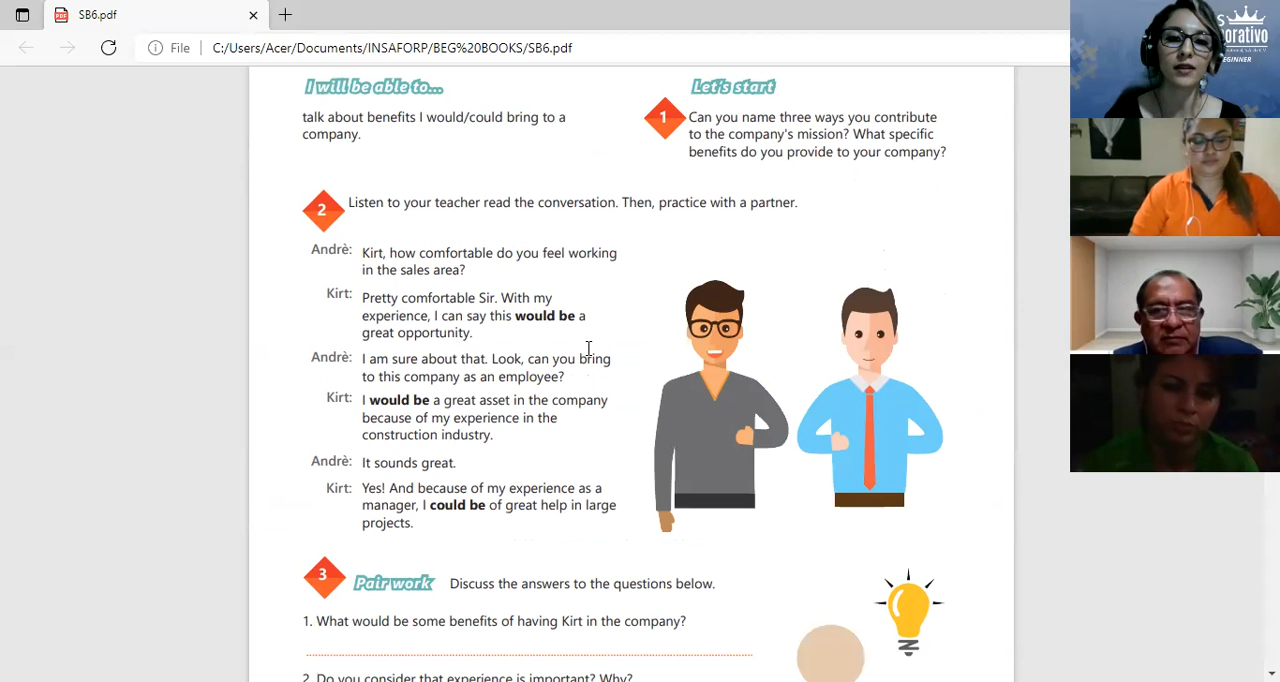 SB6.pdf
File
C:/Users/Acer/Documents/INSAFORP/BEG%20BOOKS/SB6.pdf
I will be able to...
talk about benefits I would/could bring to a
company.
Let's start
1
Can you name three ways you contribute
to the company's mission? What specific
benefits do you provide to your company?
2
Listen to your teacher read the conversation. Then, practice with a partner.
Andrè: Kirt, how comfortable do you feel working
in the sales area?
Kirt: Pretty comfortable Sir. With my
experience, I can say this would be a
great opportunity.
Andrè: I am sure about that. Look, can you bring
to this company as an employee?
Kirt: I would be a great asset in the company
because of my experience in the
construction industry.
Andrè: It sounds great.
Kirt: Yes! And because of my experience as a
manager, I could be of great help in large
projects.
3
Pair work Discuss the answers to the questions below.
1. What would be some benefits of having Kirt in the company?
2. Do you consider that experience is important? Why?
orativo
EGINNER